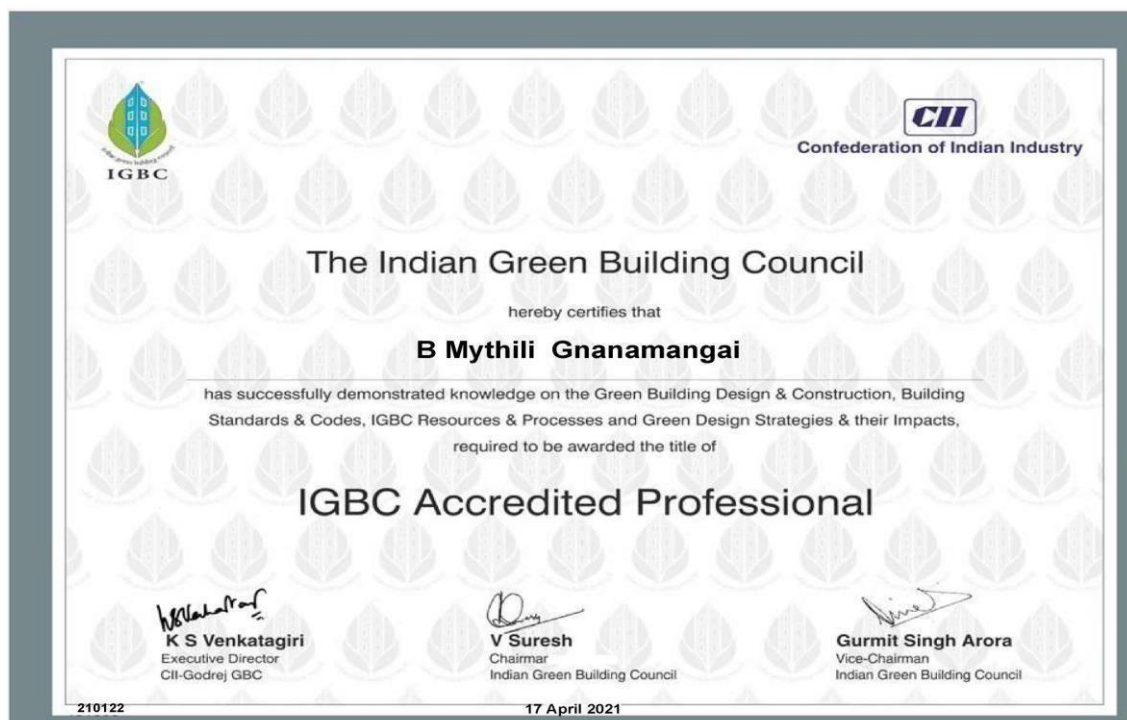 IGBC
CII
Confederation of Indian Industry
The Indian Green Building Council
hereby certifies that
B Mythili Gnanamangai
has successfully demonstrated knowledge on the Green Building Design & Construction, Building
Standards & Codes, IGBC Resources & Processes and Green Design Strategies & their Impacts,
required to be awarded the title of
IGBC Accredited Professional
K S Venkatagiri
Executive Director
CII-Godrej GBC
V Suresh
Chairmar
Indian Green Building Council
Gurmit Singh Arora
Vice-Chairman
Indian Green Building Council
210122
17 April 2021